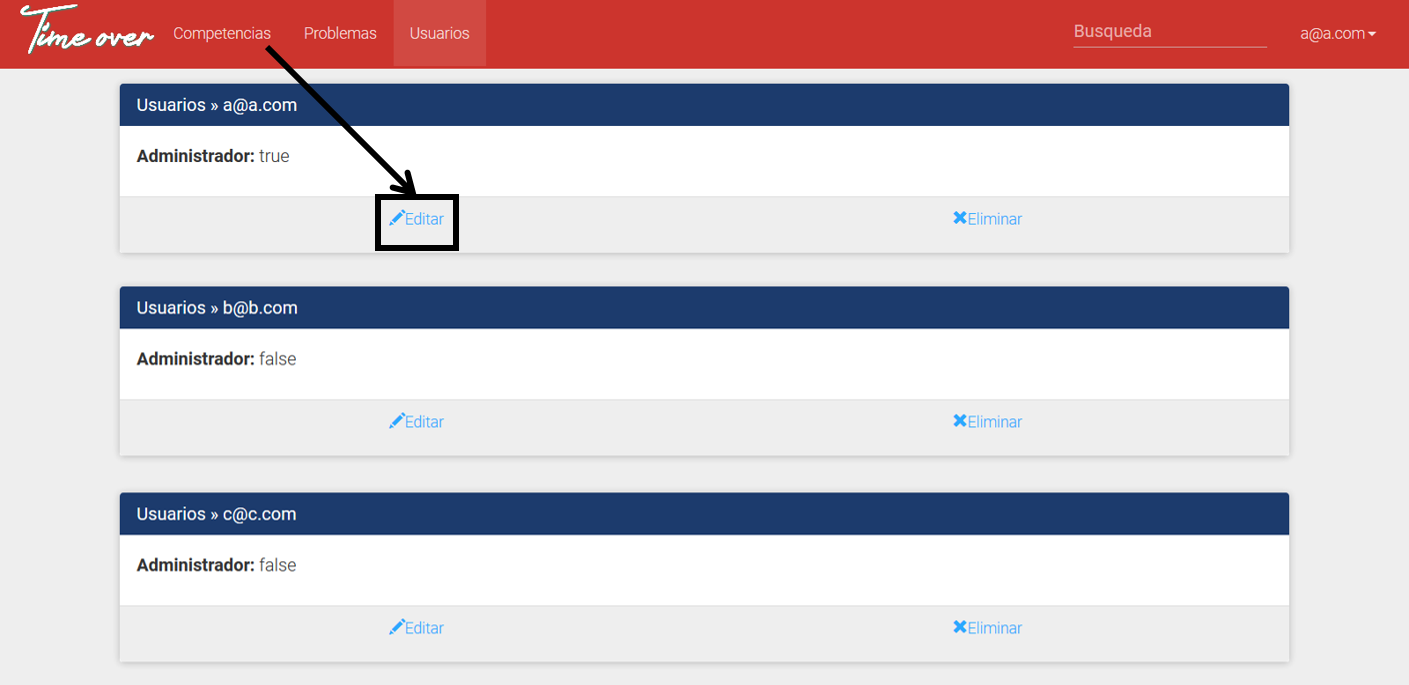 Time over Competencias Problemas Usuarios Busqueda a@a.com
Usuarios » a@a.com
Administrador: true
Editar Eliminar
Usuarios » b@b.com
Administrador: false
Editar Eliminar
Usuarios » c@c.com
Administrador: false
Editar Eliminar